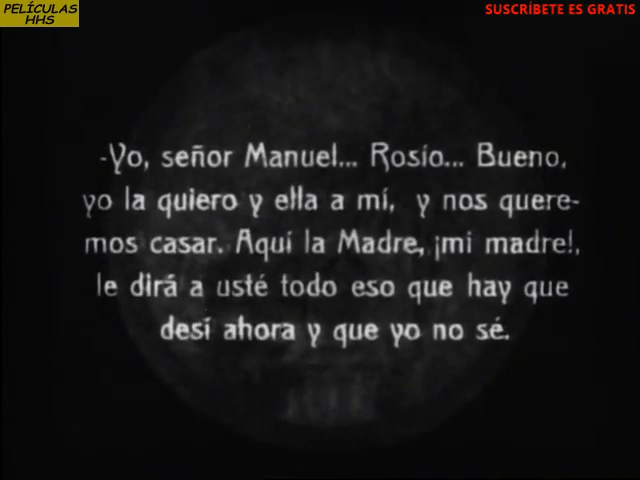 PELÍCULAS
HHS
SUSCRÍBETE ES GRATIS
-Yo, señor Manuel... Rosío... Bueno,
yo la quiero y ella a mí, y nos quere-
mos casar. Aquí la Madre, ¡mi madre!,
le dirá a usté todo eso que hay que
desí ahora y que yo no sé.